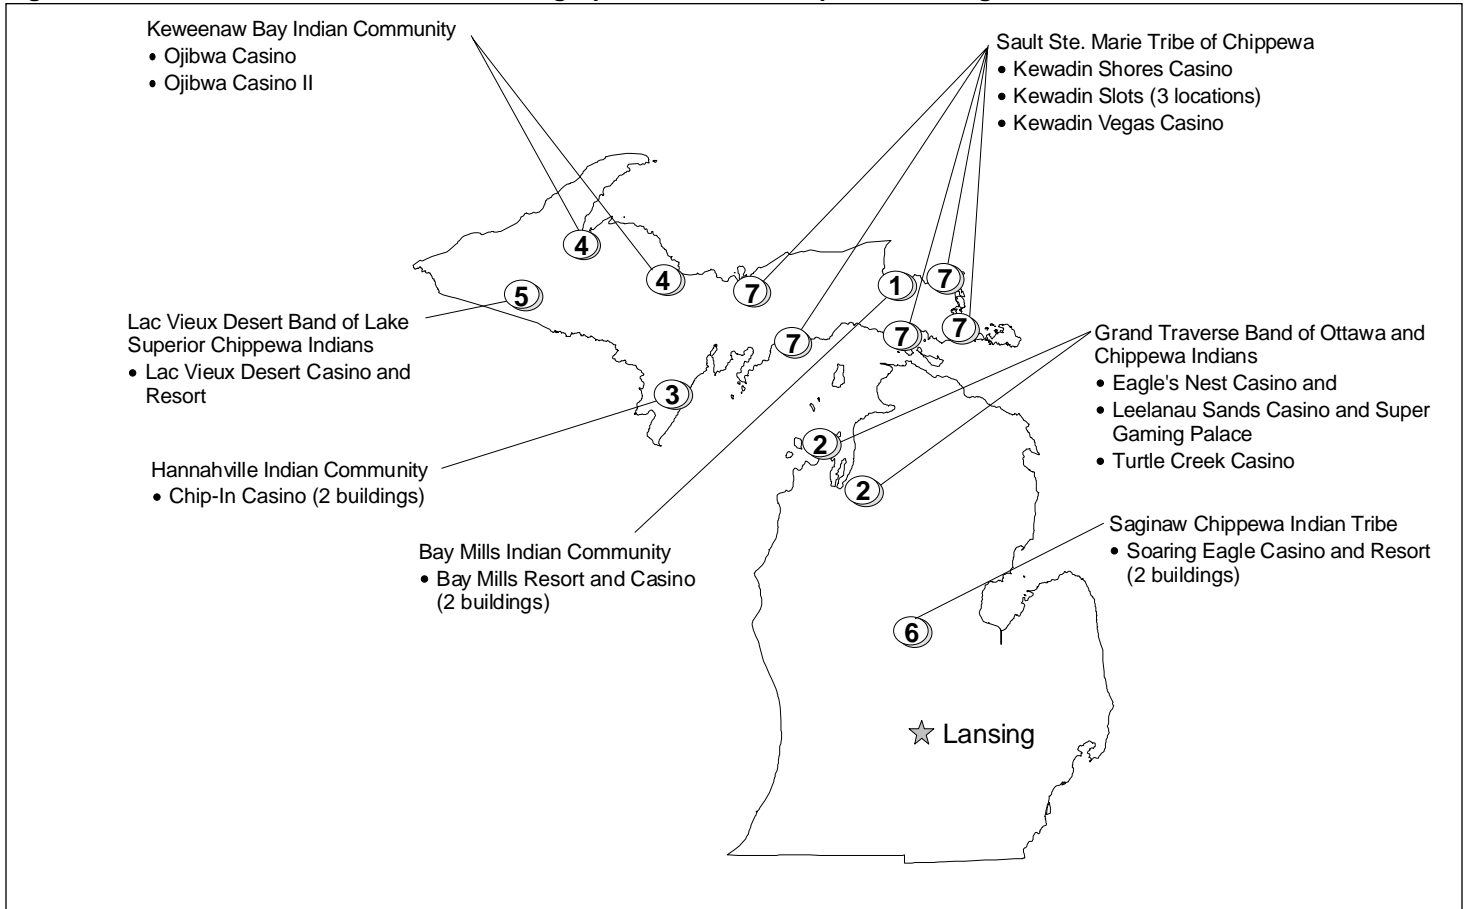 Keweenaw Bay Indian Community
• Ojibwa Casino
• Ojibwa Casino II
Sault Ste. Marie Tribe of Chippewa
• Kewadin Shores Casino
• Kewadin Slots (3 locations)
• Kewadin Vegas Casino
4
4
5
7
1
7
7
7
7
Lac Vieux Desert Band of Lake
Superior Chippewa Indians
• Lac Vieux Desert Casino and
Resort
3
Grand Traverse Band of Ottawa and
Chippewa Indians
• Eagle's Nest Casino and
• Leelanau Sands Casino and Super
Gaming Palace
• Turtle Creek Casino
2
2
Hannahville Indian Community
• Chip-In Casino (2 buildings)
Bay Mills Indian Community
• Bay Mills Resort and Casino
(2 buildings)
Saginaw Chippewa Indian Tribe
• Soaring Eagle Casino and Resort
(2 buildings)
6
Lansing